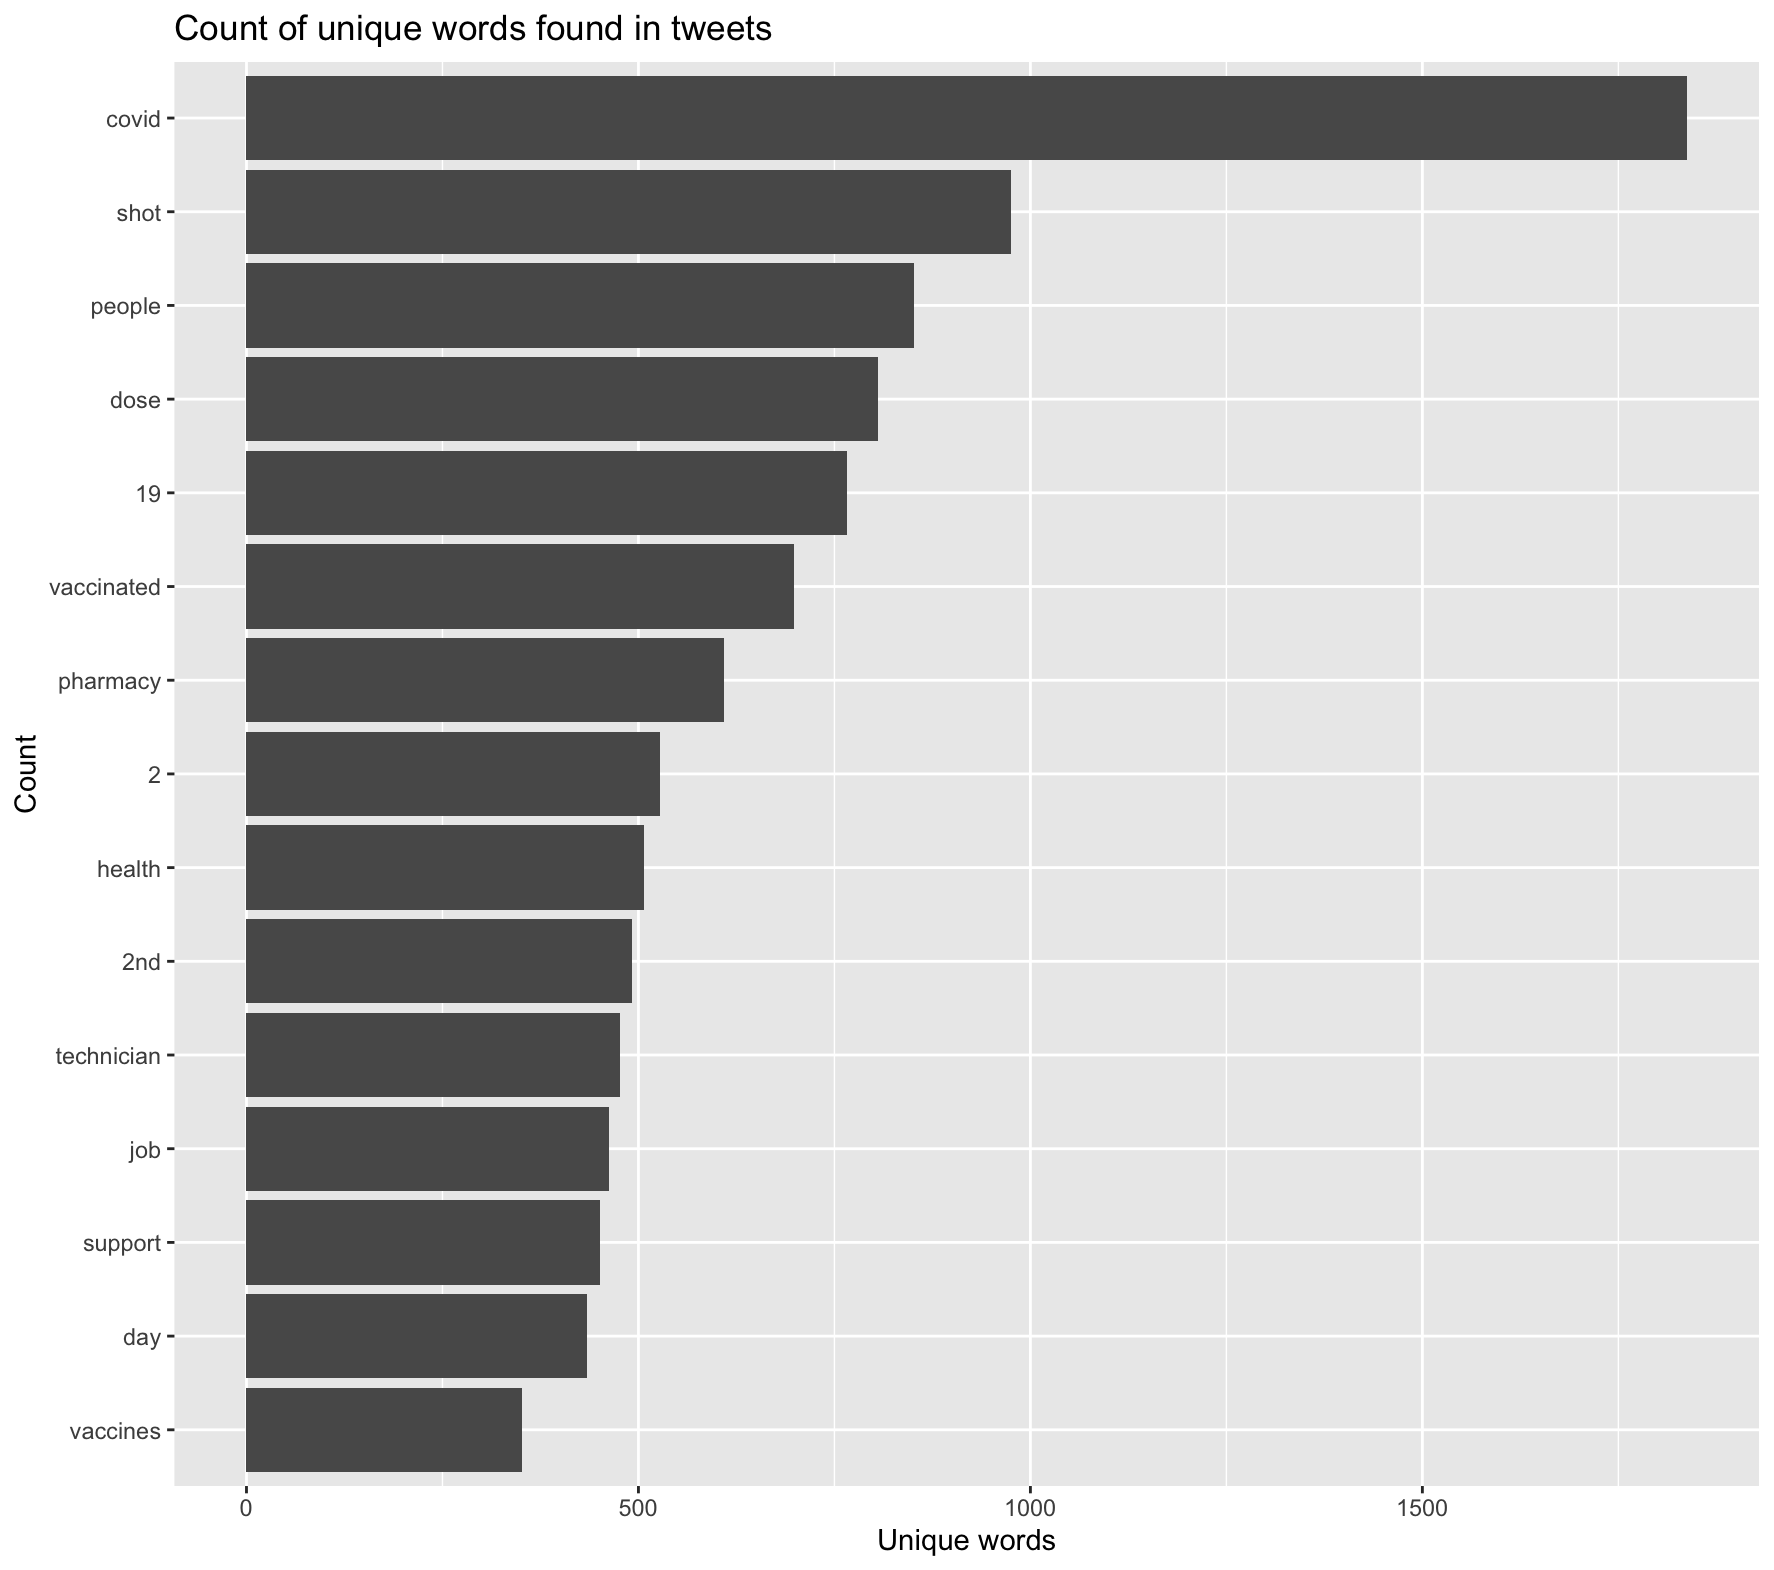 Count of unique words found in tweets
covid
shot
people
dose
19
vaccinated
pharmacy
2
health
2nd
technician
job
support
day
vaccines
Count
0 500 1000 1500
Unique words